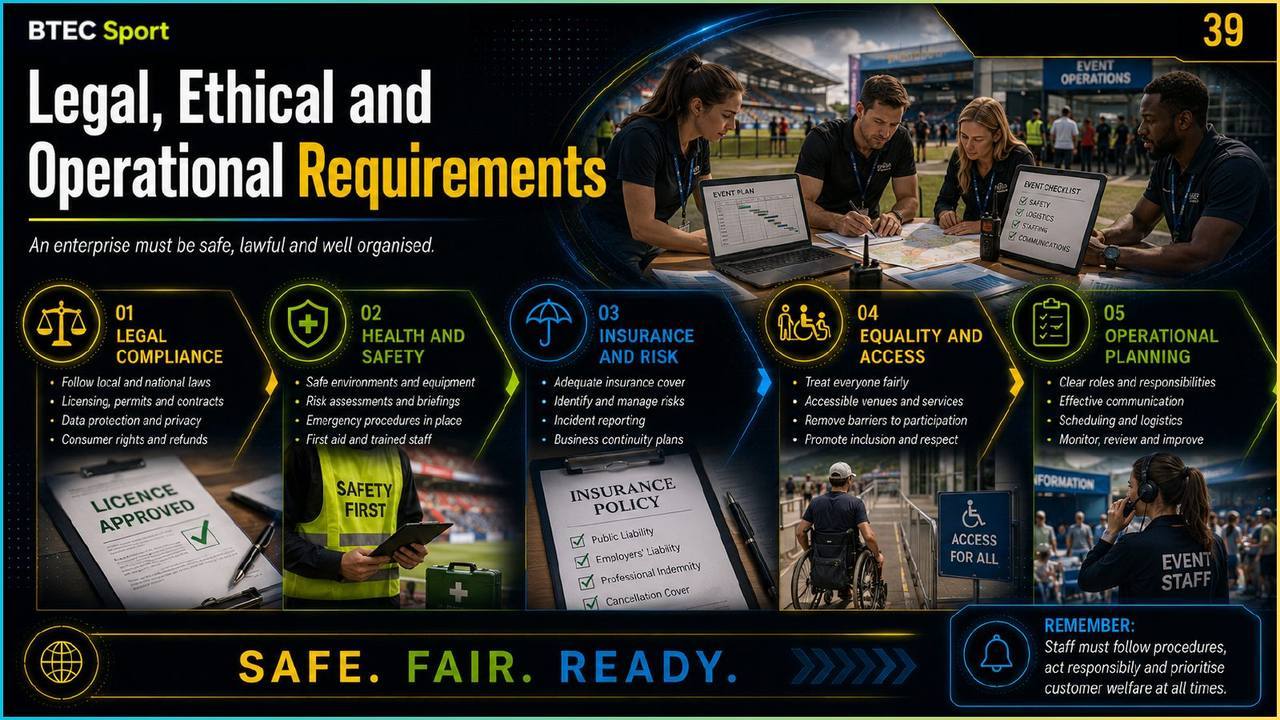 BTEC Sport
39
Legal, Ethical and
Operational Requirements
An enterprise must be safe, lawful and well organised.
EVENT
OPERATIONS
EVENT PLAN
EVENT CHECKLIST
SAFETY
LOGISTICS
STAFFING
COMMUNICATIONS
01
LEGAL
COMPLIANCE
• Follow local and national laws
• Licensing, permits and contracts
• Data protection and privacy
• Consumer rights and refunds
LICENCE
APPROVED
02
HEALTH AND
SAFETY
• Safe environments and equipment
• Risk assessments and briefings
• Emergency procedures in place
• First aid and trained staff
SAFETY
FIRST
03
INSURANCE
AND RISK
• Adequate insurance cover
• Identify and manage risks
• Incident reporting
• Business continuity plans
INSURANCE
POLICY
Public Liability
Employers' Liability
Professional Indemnity
Cancellation Cover
04
EQUALITY AND
ACCESS
• Treat everyone fairly
• Accessible venues and services
• Remove barriers to participation
• Promote inclusion and respect
ACCESS
FOR ALL
05
OPERATIONAL
PLANNING
• Clear roles and responsibilities
• Effective communication
• Scheduling and logistics
• Monitor, review and improve
INFORMATION
EVENT
STAFF
SAFE. FAIR. READY.
REMEMBER:
Staff must follow procedures,
act responsibily and prioritise
customer welfare at all times.